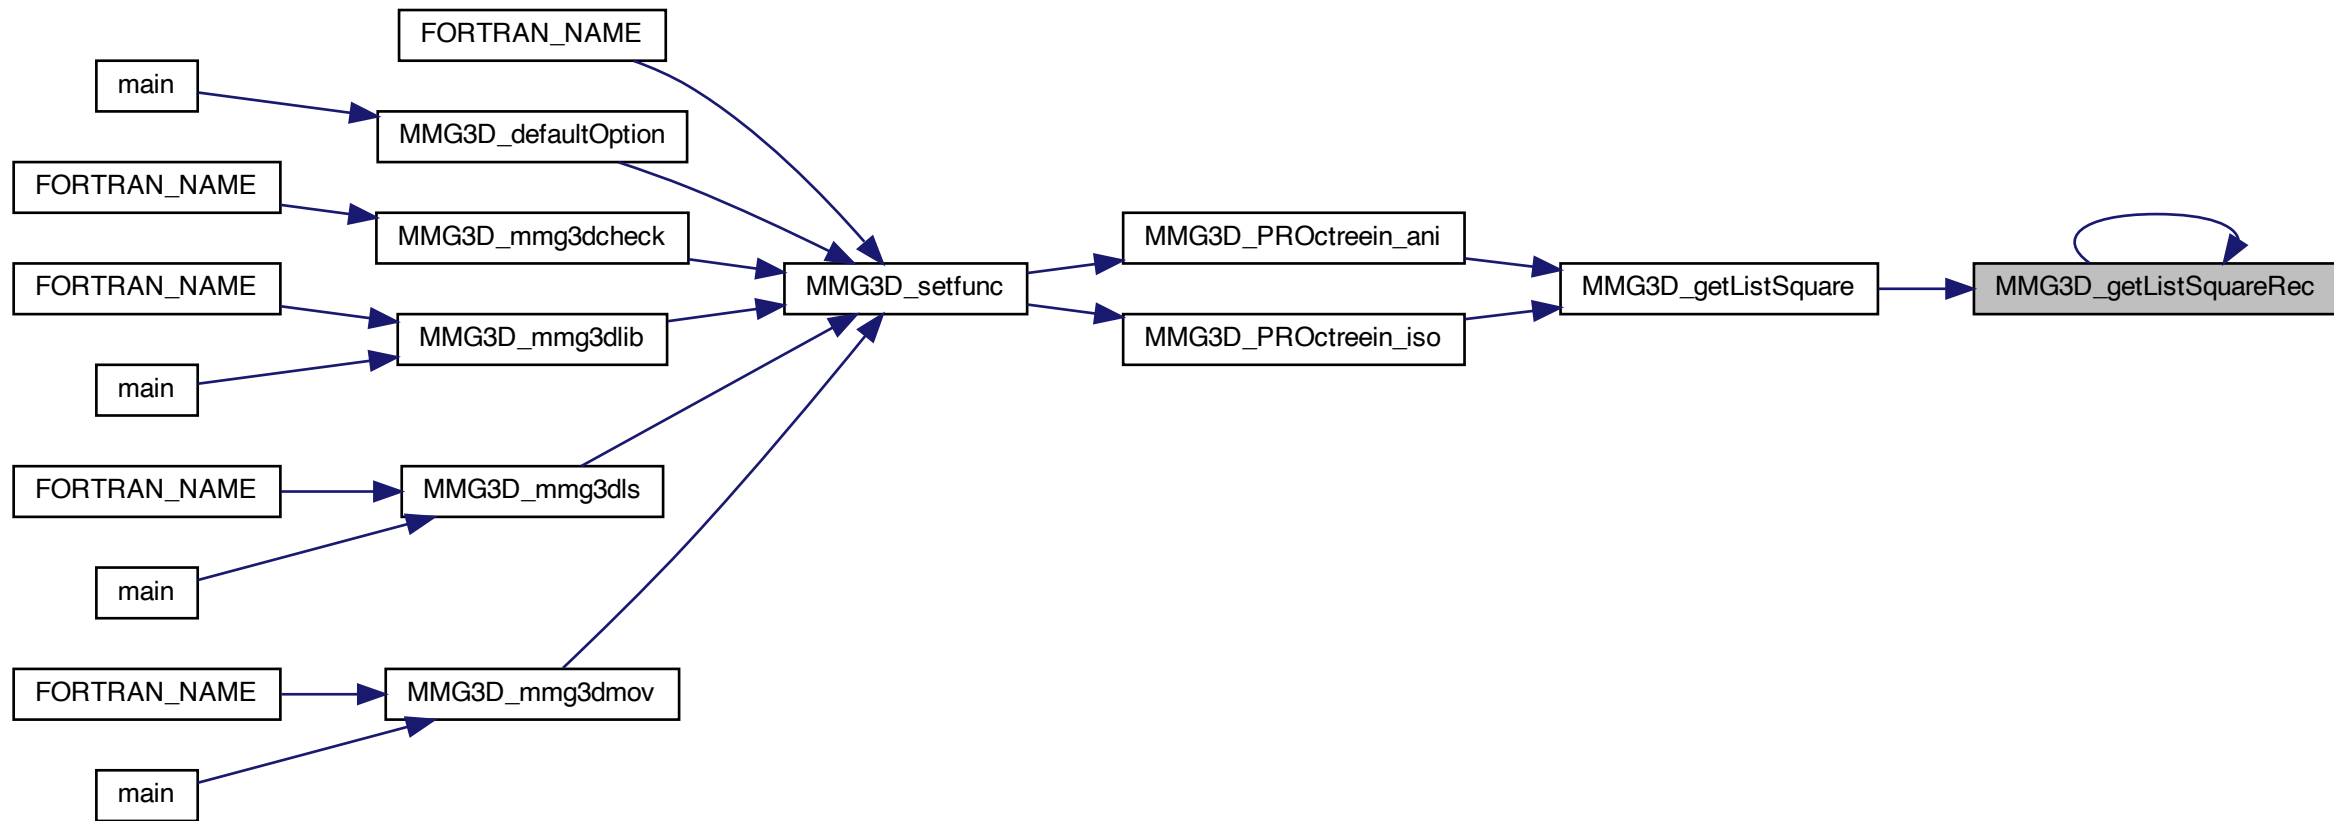 FORTRAN_NAME
main
MMG3D_defaultOption
FORTRAN_NAME
MMG3D_mmg3dcheck
MMG3D_PROctreein_ani
FORTRAN_NAME
MMG3D_setfunc
MMG3D_getListSquare
MMG3D_getListSquareRec
MMG3D_mmg3dlib
MMG3D_PROctreein_iso
main
FORTRAN_NAME
MMG3D_mmg3dls
main
FORTRAN_NAME
MMG3D_mmg3dmov
main